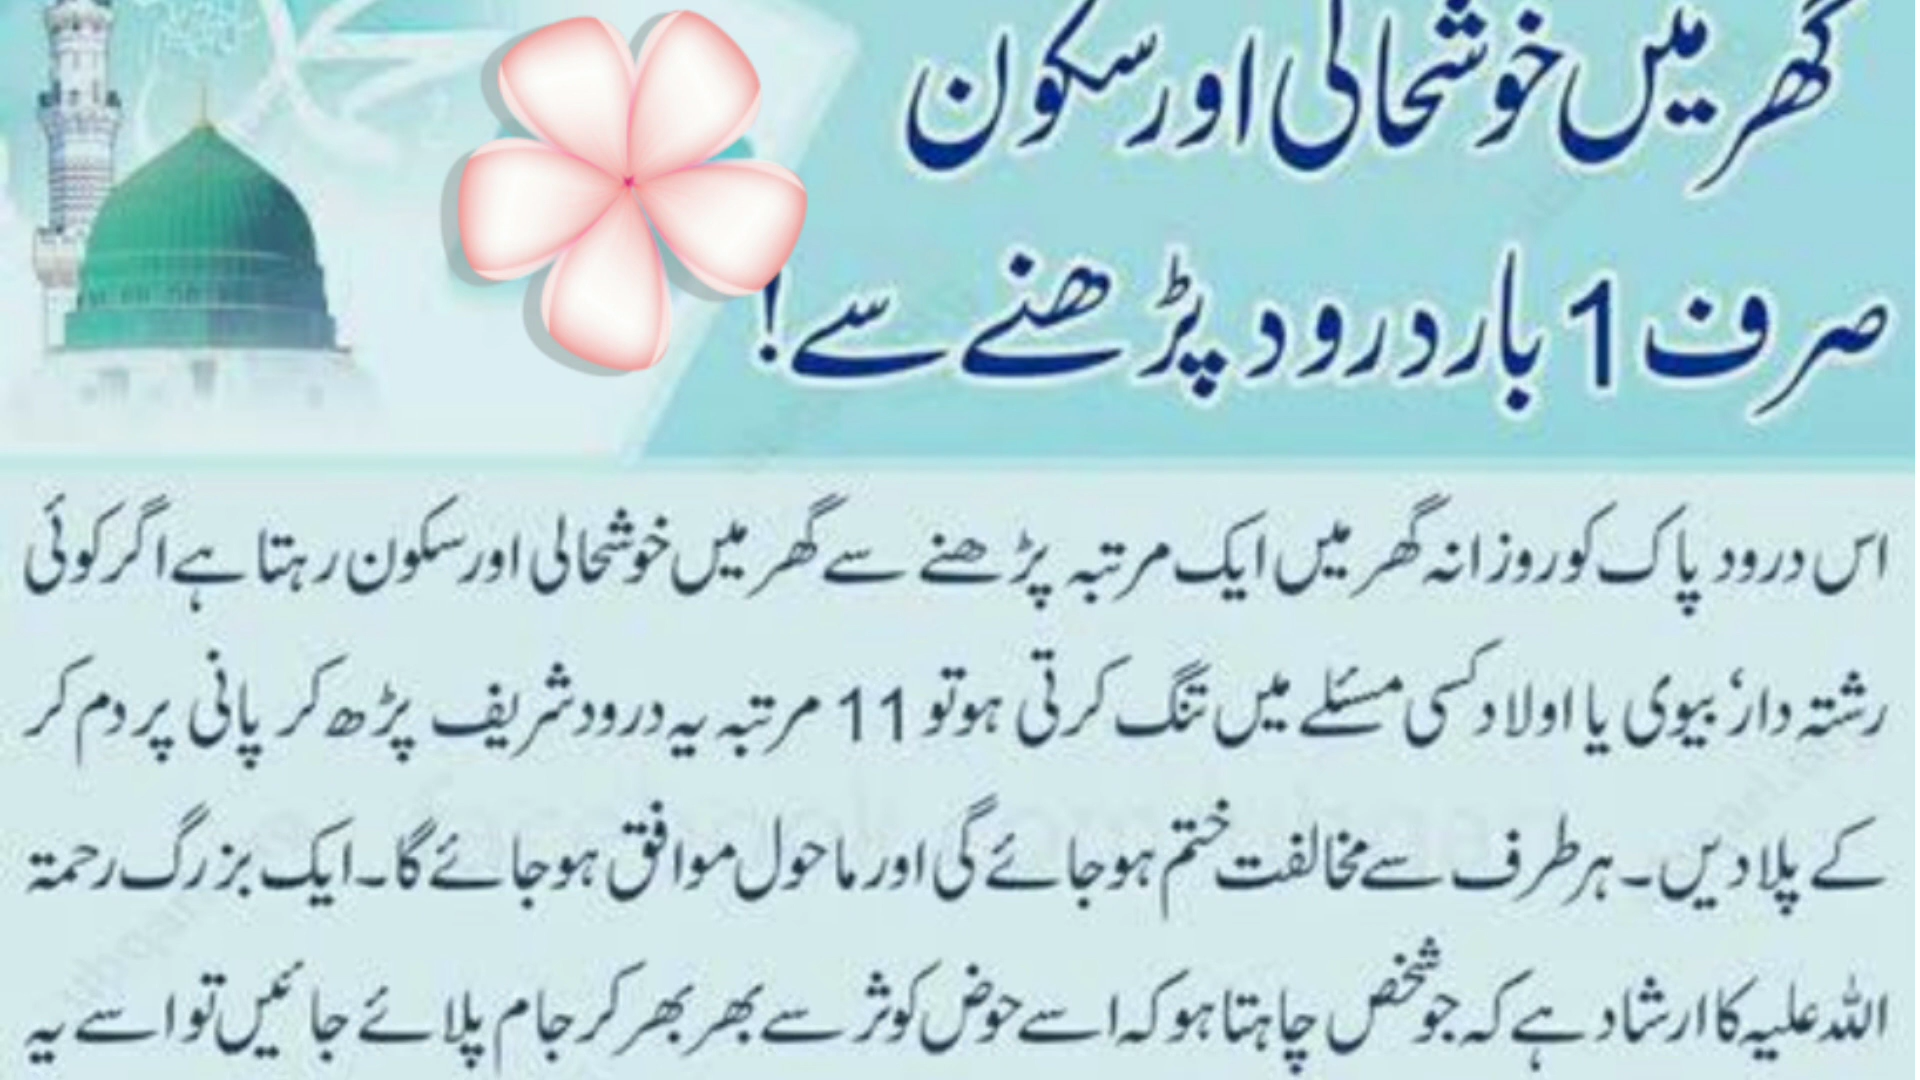 گھر میں خوشحالی اور سکون
صرف 1 بار درود پڑھنے سے!
اس درود پاک کو روزانہ گھر میں ایک مرتبہ پڑھنے سے گھر میں خوشحالی اور سکون رہتا ہے اگر کوئی
رشتہ دار‘ بیوی یا اولاد کسی مسئلے میں تنگ کرتی ہو تو 11 مرتبہ یہ درود شریف پڑھ کر پانی پر دم کر
کے پلا دیں۔ ہر طرف سے مخالفت ختم ہو جائے گی اور ماحول موافق ہو جائے گا۔ ایک بزرگ رحمۃ
اللہ علیہ کا ارشاد ہے کہ جو شخص چاہتا ہو کہ اسے حوض کوثر سے بھر بھر کر جام پلائے جائیں تو اسے یہ